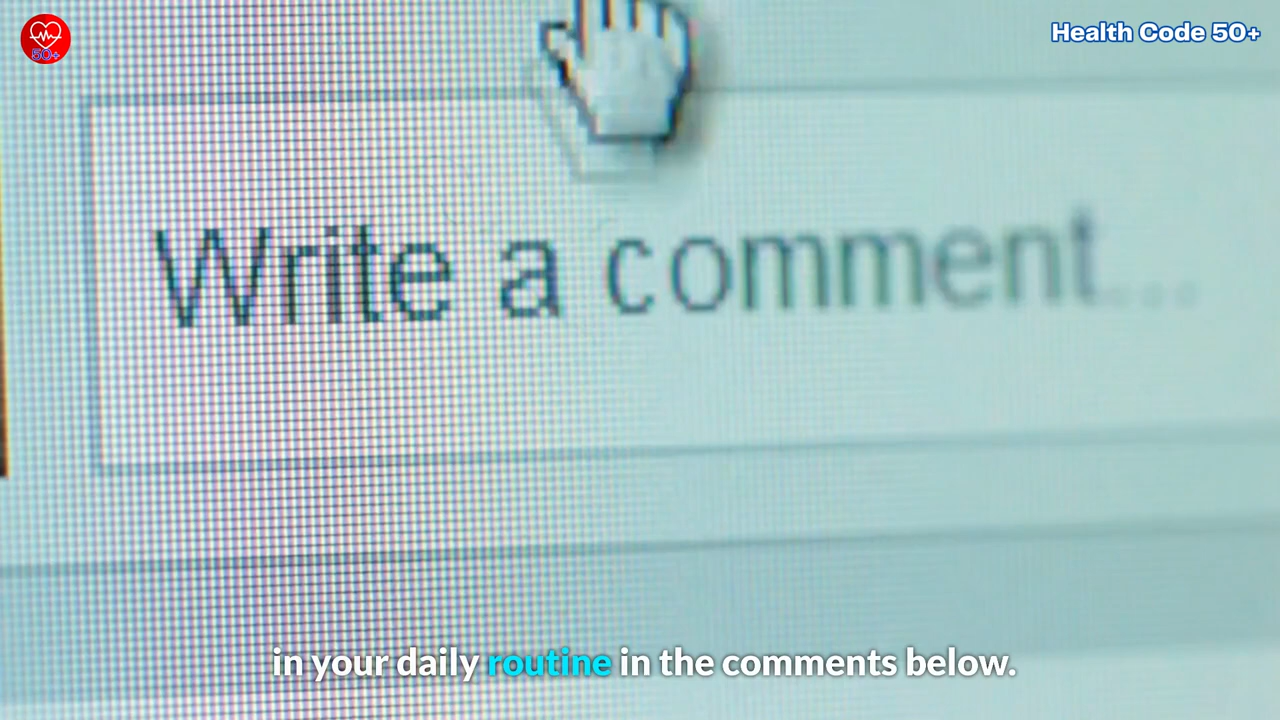 50+
Health Code 50+
Write a comment...
in your daily routine in the comments below.